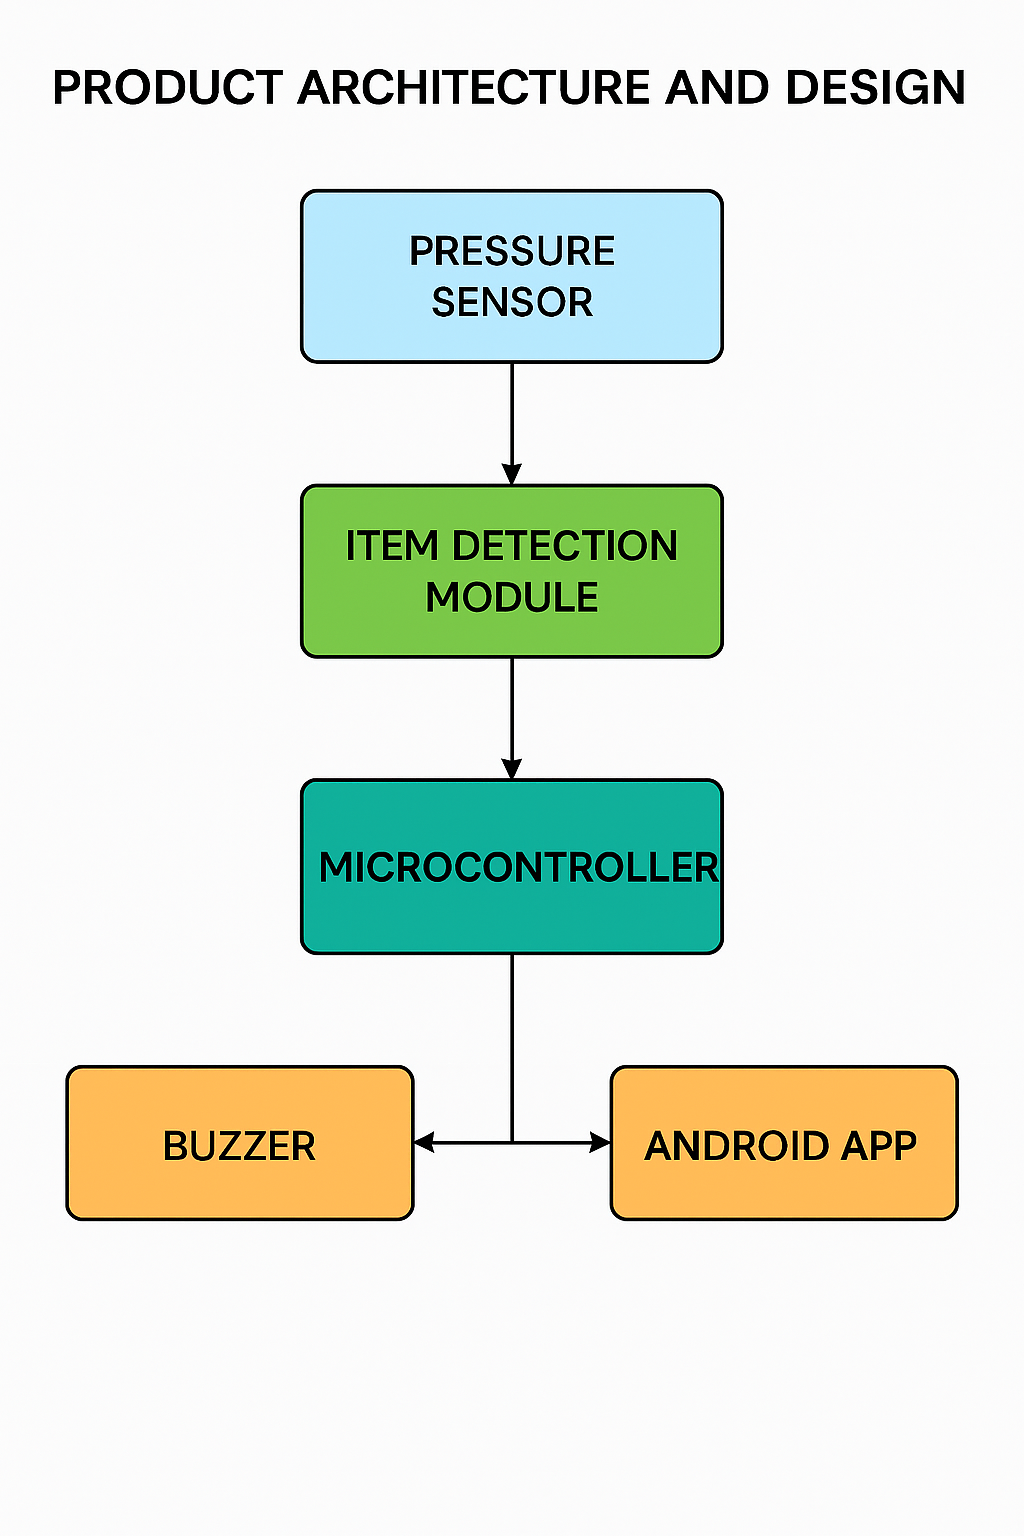 PRODUCT ARCHITECTURE AND DESIGN
PRESSURE
SENSOR
ITEM DETECTION
MODULE
MICROCONTROLLER
BUZZER
ANDROID APP